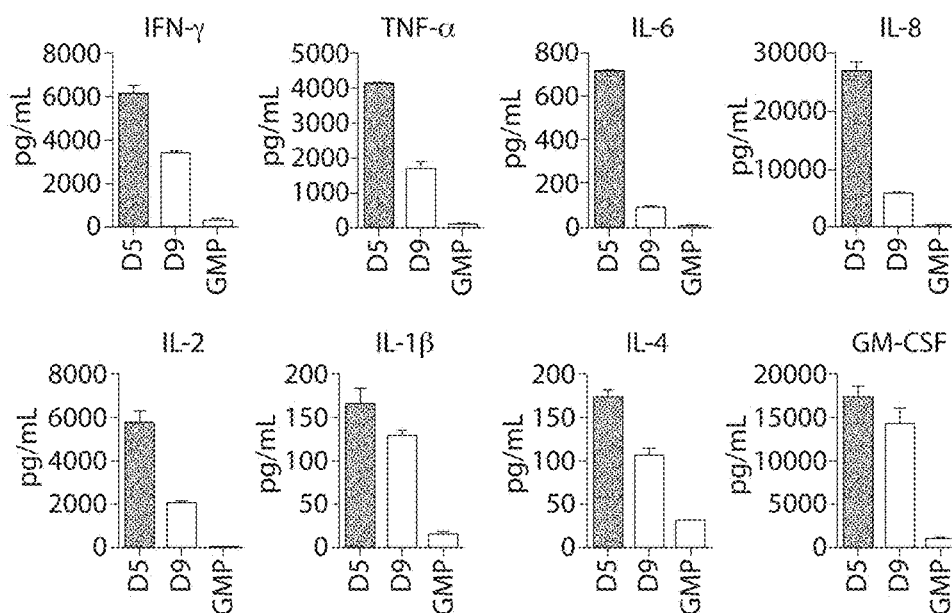 IFN-γ
pg/mL
8000
6000
4000
2000
0
D5
D9
GMP
TNF-α
pg/mL
5000
4000
3000
2000
1000
0
D5
D9
GMP
IL-6
pg/mL
800
600
400
200
0
D5
D9
GMP
IL-8
pg/mL
30000
20000
10000
0
D5
D9
GMP
IL-2
pg/mL
8000
6000
4000
2000
0
D5
D9
GMP
IL-1β
pg/mL
200
150
100
50
0
D5
D9
GMP
IL-4
pg/mL
200
150
100
50
0
D5
D9
GMP
GM-CSF
pg/mL
20000
15000
10000
5000
0
D5
D9
GMP